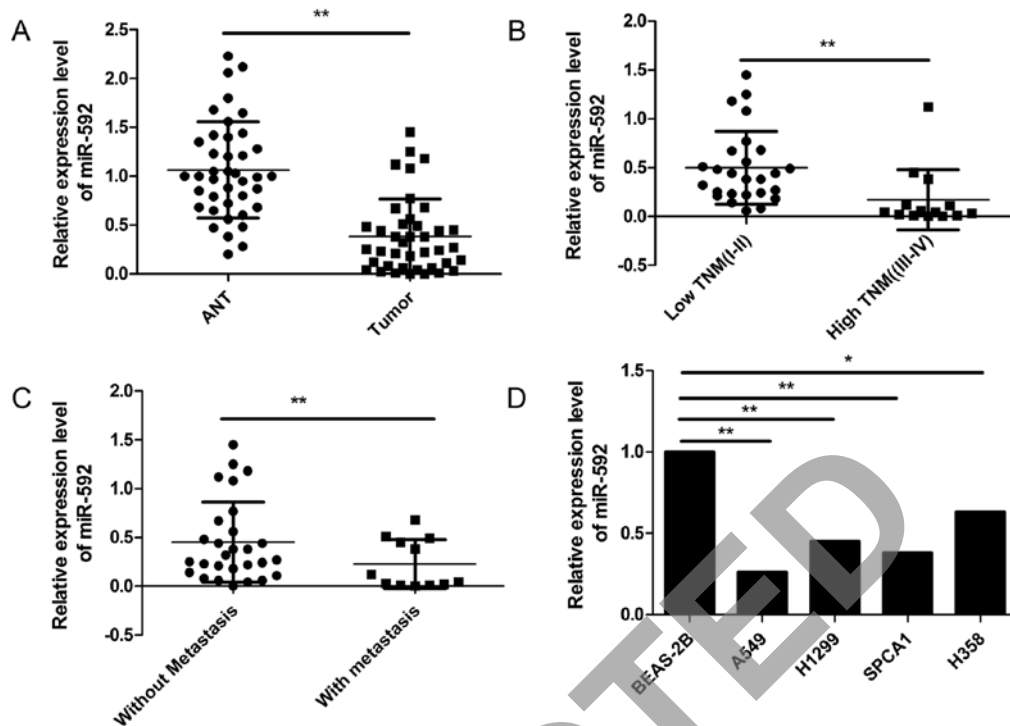 A
Relative expression level
of miR-592
2.5
2.0
1.5
1.0
0.5
0.0
**
ANT
Tumor
B
Relative expression level
of miR-592
2.0
1.5
1.0
0.5
0.0
-0.5
**
Low TNM((I-II)
High TNM((III-IV)
C
Relative expression level
of miR-592
2.0
1.5
1.0
0.5
0.0
-0.5
**
Without Metastasis
With metastasis
D
Relative expression level
of miR-592
1.5
1.0
0.5
0.0
*
**
**
**
BEAS-2B
A549
H1299
SPCA1
H358
TED